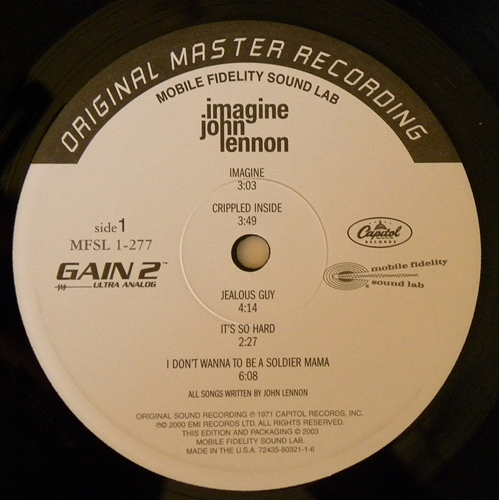 ORIGINAL MASTER RECORDING
MOBILE FIDELITY SOUND LAB
imagine
john
lennon
IMAGINE
3:03
CRIPPLED INSIDE
3:49
side 1
MFSL 1-277
GAIN 2™
ULTRA ANALOG
Capitol
RECORDS
mobile fidelity
sound lab
JEALOUS GUY
4:14
IT'S SO HARD
2:27
I DON'T WANNA TO BE A SOLDIER MAMA
6:08
ALL SONGS WRITTEN BY JOHN LENNON
ORIGINAL SOUND RECORDING ℗ 1971 CAPITOL RECORDS, INC.
℗© 2000 EMI RECORDS LTD. ALL RIGHTS RESERVED.
THIS EDITION AND PACKAGING © 2003
MOBILE FIDELITY SOUND LAB.
MADE IN THE U.S.A. 72435-80321-1-6